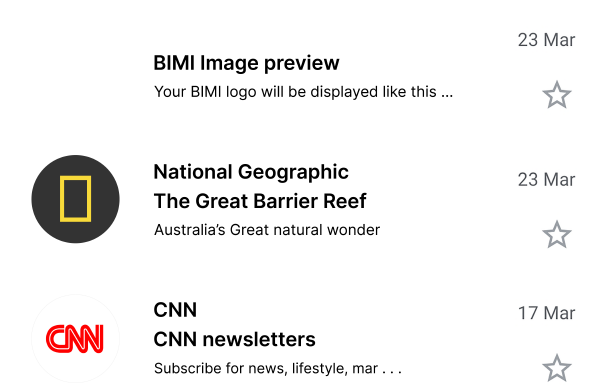 23 Mar
BIMI Image preview
Your BIMI logo will be displayed like this ...
National Geographic
23 Mar
The Great Barrier Reef
Australia’s Great natural wonder
CNN
17 Mar
CNN
CNN newsletters
Subscribe for news, lifestyle, mar . . .